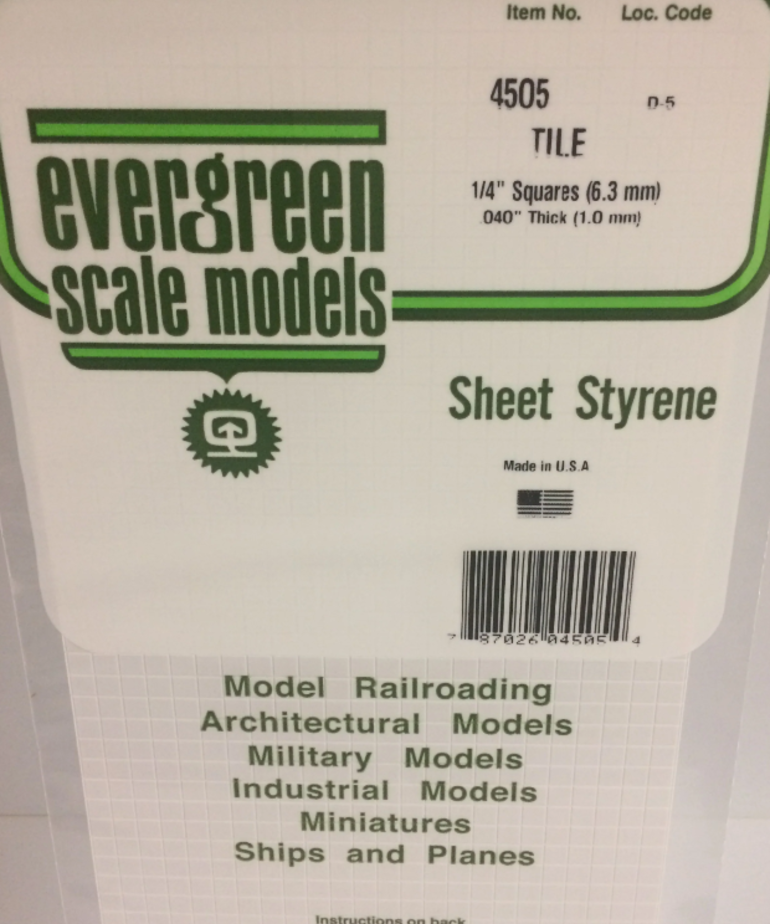 Item No. Loc. Code
4505 D-5
TILE
1/4" Squares (6.3 mm)
.040" Thick (1.0 mm)
evergreen
scale models
Sheet Styrene
Made in U.S.A
7 87026 04505 4
Model Railroading
Architectural Models
Military Models
Industrial Models
Miniatures
Ships and Planes
Instructions on back